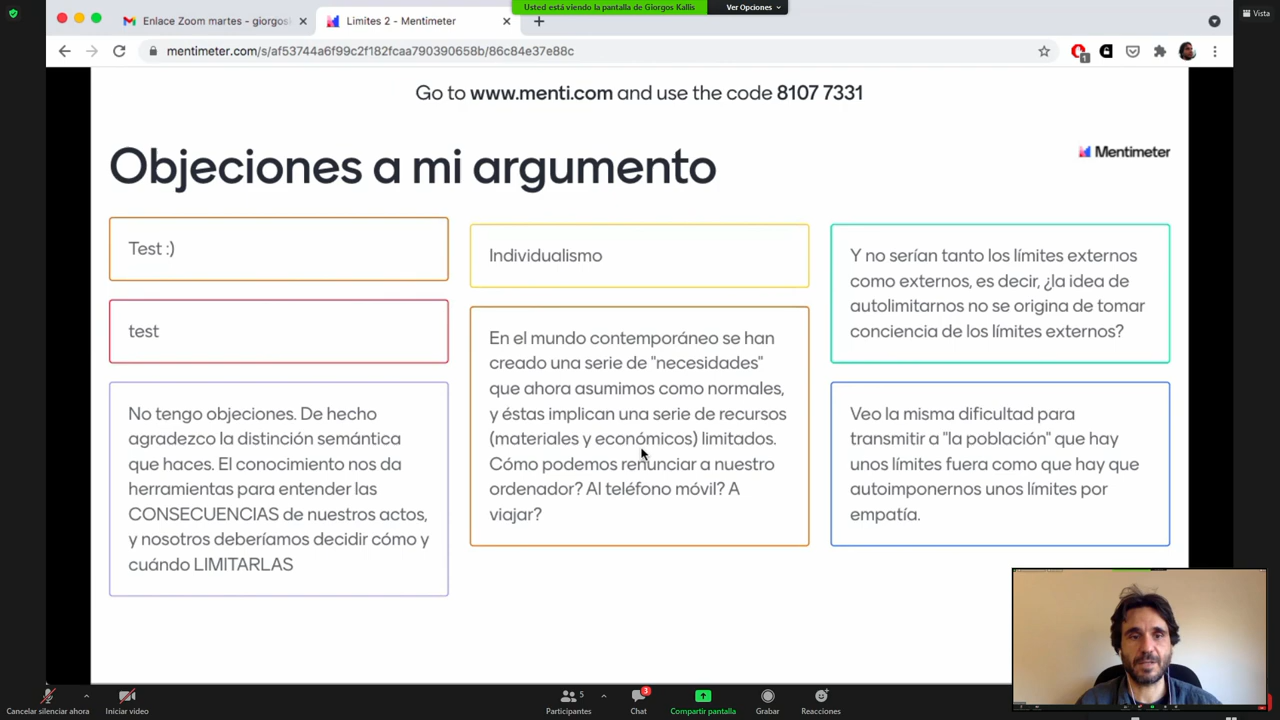 Usted está viendo la pantalla de Giorgos Kallis
Ver Opciones
Vista
Enlace Zoom martes - giorgosk
Limites 2 - Mentimeter
mentimeter.com/s/af53744a6f99c2f182fcaa790390658b/86c84e37e88c
1
Go to www.menti.com and use the code 8107 7331
Objeciones a mi argumento
Mentimeter
Test :)
test
No tengo objeciones. De hecho
agradezco la distinción semántica
que haces. El conocimiento nos da
herramientas para entender las
CONSECUENCIAS de nuestros actos,
y nosotros deberíamos decidir cómo y
cuándo LIMITARLAS
Individualismo
En el mundo contemporáneo se han
creado una serie de "necesidades"
que ahora asumimos como normales,
y éstas implican una serie de recursos
(materiales y económicos) limitados.
Cómo podemos renunciar a nuestro
ordenador? Al teléfono móvil? A
viajar?
Y no serían tanto los límites externos
como externos, es decir, ¿la idea de
autolimitarnos no se origina de tomar
conciencia de los límites externos?
Veo la misma dificultad para
transmitir a "la población" que hay
unos límites fuera como que hay que
autoimponernos unos límites por
empatía.
Cancelar silenciar ahora
Iniciar video
5
Participantes
3
Chat
Compartir pantalla
Grabar
Reacciones